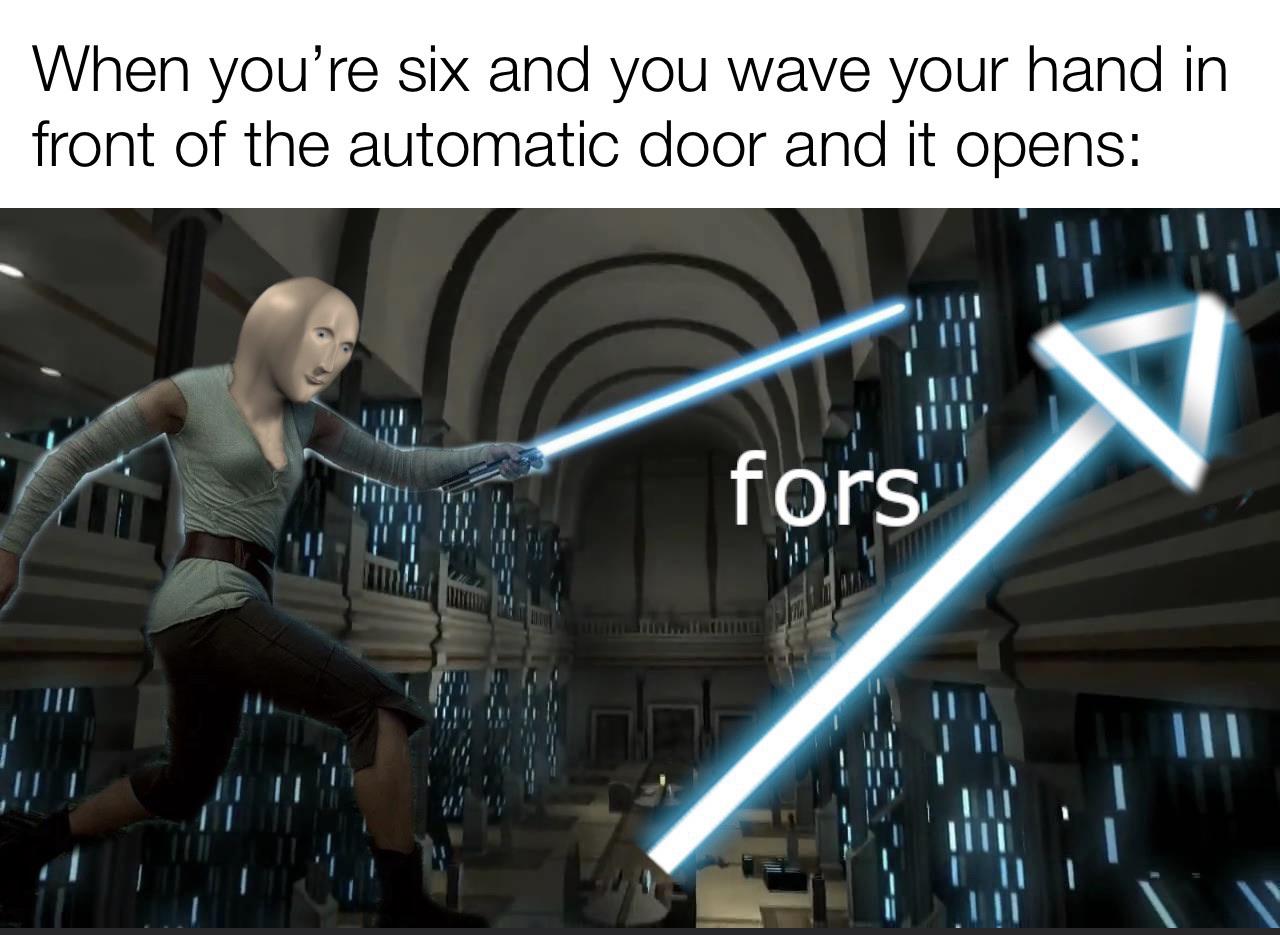 When you’re six and you wave your hand in
front of the automatic door and it opens:
fors